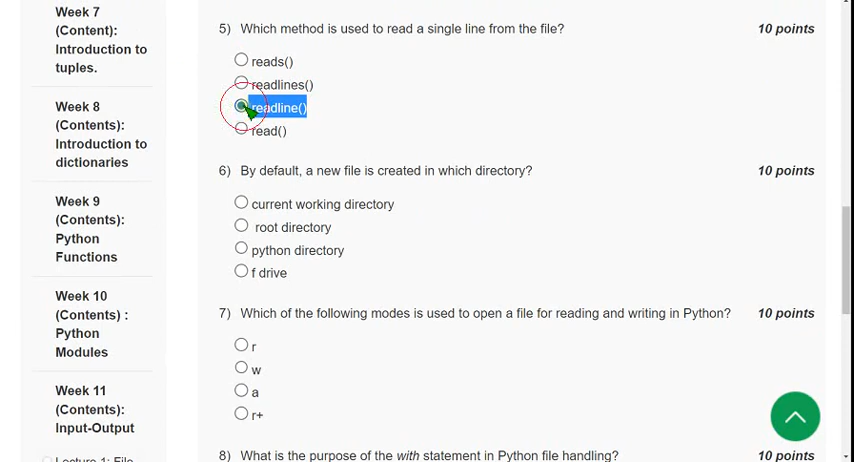 Week 7
(Content):
Introduction to
tuples.
Week 8
(Contents):
Introduction to
dictionaries
Week 9
(Contents):
Python
Functions
Week 10
(Contents) :
Python
Modules
Week 11
(Contents):
Input-Output
Lecture 1: File
5) Which method is used to read a single line from the file? 10 points
reads()
readlines()
readline()
read()
6) By default, a new file is created in which directory? 10 points
current working directory
root directory
python directory
f drive
7) Which of the following modes is used to open a file for reading and writing in Python? 10 points
r
w
a
r+
8) What is the purpose of the with statement in Python file handling? 10 points